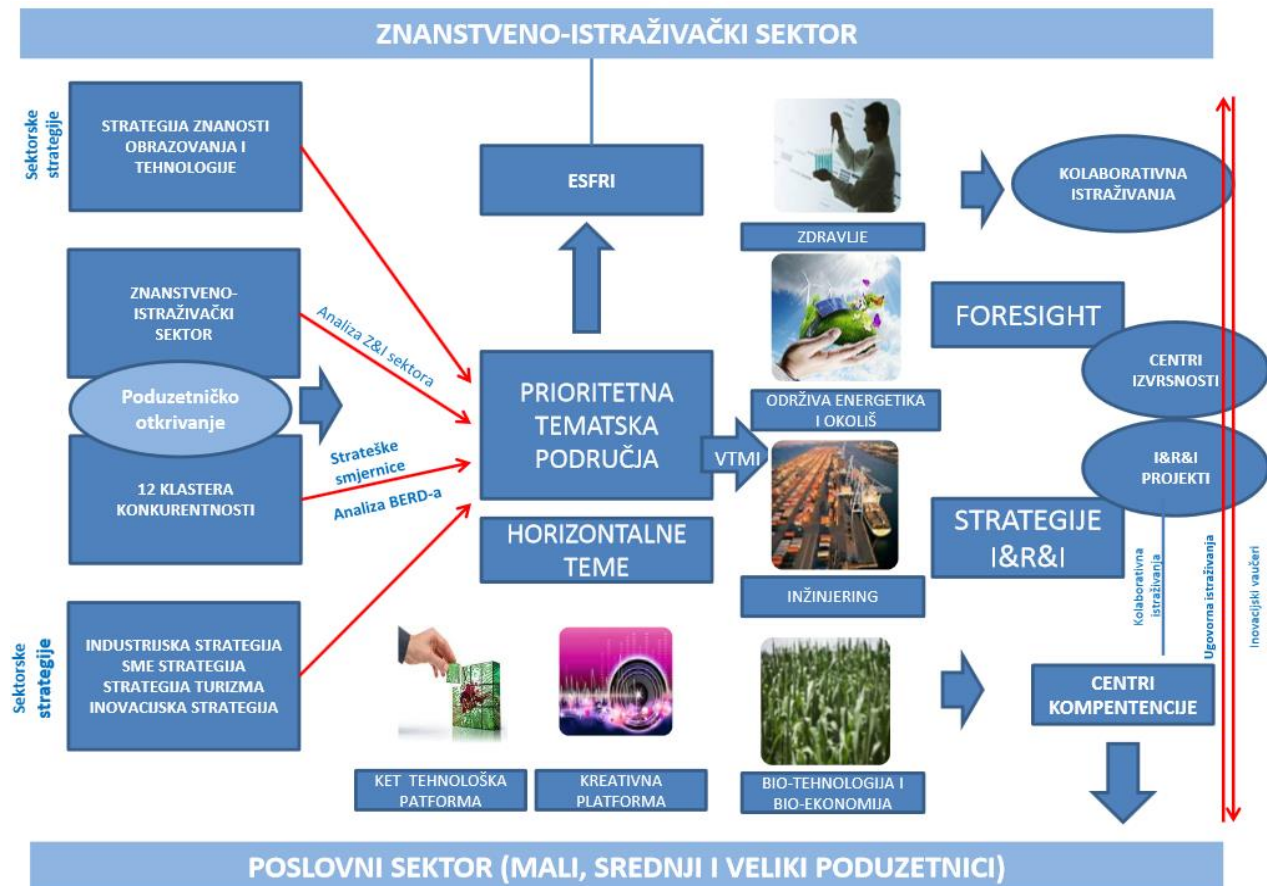 ZNANSTVENO-ISTRAŽIVAČKI SEKTOR
Sektorske
strategije
STRATEGIJA ZNANOSTI
OBRAZOVANJA I
TEHNOLOGIJE
ESFRI
ZDRAVLJE
KOLABORATIVNA
ISTRAŽIVANJA
ZNANSTVENO-
ISTRAŽIVAČKI
SEKTOR
Analiza Z&I sektora
Poduzetničko
otkrivanje
12 KLASTERA
KONKURENTNOSTI
Strateške
smjernice
Analiza BERD-a
PRIORITETNA
TEMATSKA
PODRUČJA
VTMI
HORIZONTALNE
TEME
ODRŽIVA ENERGETIKA
I OKOLIŠ
INŽINJERING
FORESIGHT
CENTRI
IZVRSNOSTI
I&R&I
PROJEKTI
STRATEGIJE
I&R&I
Kolaborativna
istraživanja
Ugovorna istraživanja
Inovacijski vaučeri
Sektorske
strategije
INDUSTRIJSKA STRATEGIJA
SME STRATEGIJA
STRATEGIJA TURIZMA
INOVACIJSKA STRATEGIJA
KET TEHNOLOŠKA
PATFORMA
KREATIVNA
PLATFORMA
BIO-TEHNOLOGIJA I
BIO-EKONOMIJA
CENTRI
KOMPENTENCIJE
POSLOVNI SEKTOR (MALI, SREDNJI I VELIKI PODUZETNICI)